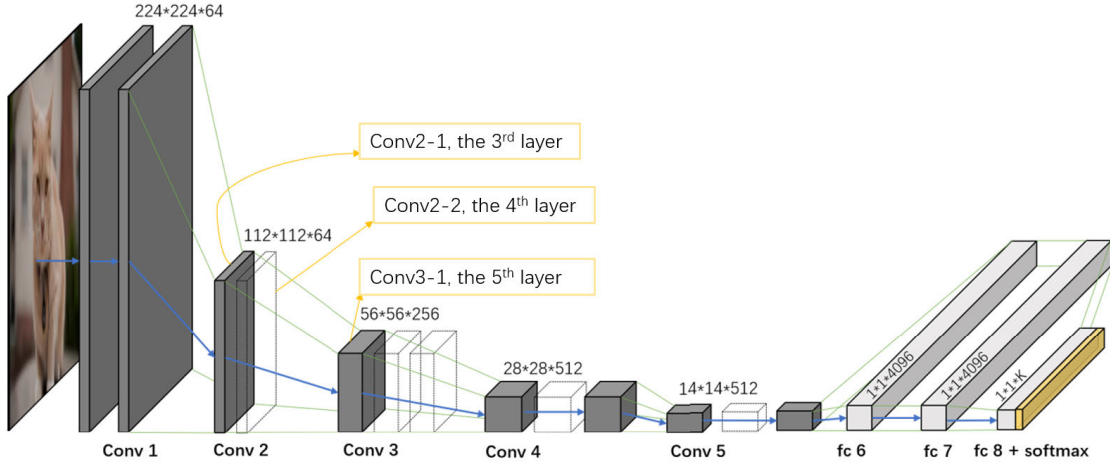 224*224*64
Conv2-1, the 3rd layer
Conv2-2, the 4th layer
112*112*64
Conv3-1, the 5th layer
56*56*256
28*28*512
14*14*512
1*1*4096
1*1*4096
1*1*K
Conv 1
Conv 2
Conv 3
Conv 4
Conv 5
fc 6
fc 7
fc 8 + softmax